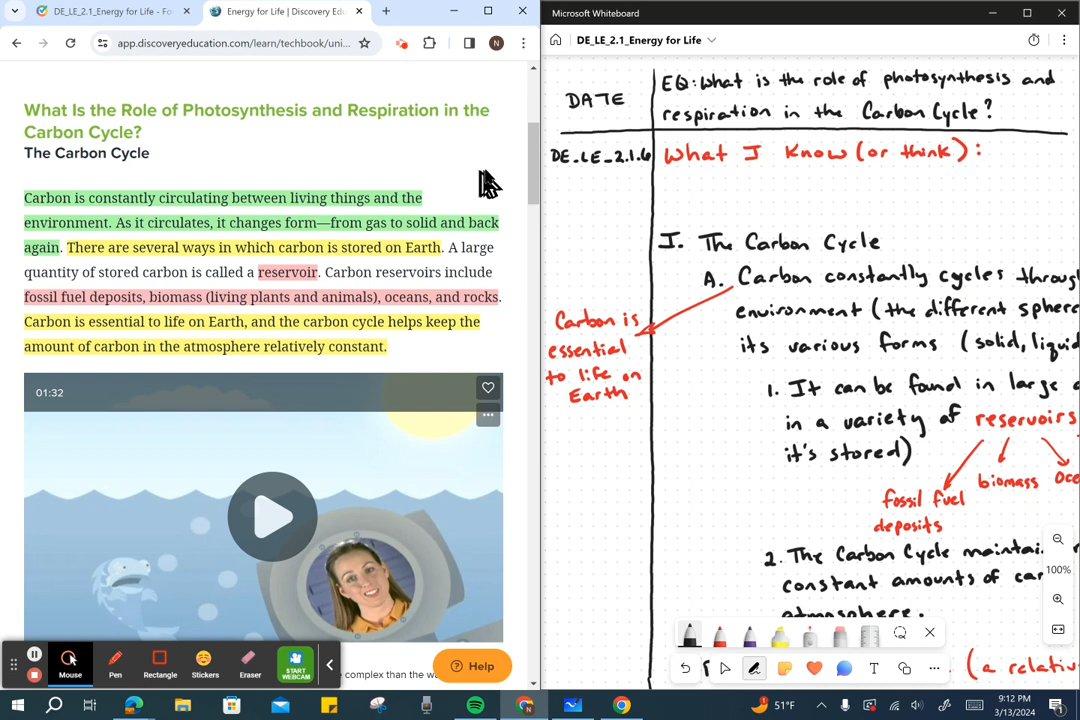 DE_LE_2.1_Energy for Life - Fo
Energy for Life | Discovery Edu
app.discoveryeducation.com/learn/techbook/uni...
N
What Is the Role of Photosynthesis and Respiration in the
Carbon Cycle?
The Carbon Cycle
Carbon is constantly circulating between living things and the
environment. As it circulates, it changes form—from gas to solid and back
again. There are several ways in which carbon is stored on Earth. A large
quantity of stored carbon is called a reservoir. Carbon reservoirs include
fossil fuel deposits, biomass (living plants and animals), oceans, and rocks.
Carbon is essential to life on Earth, and the carbon cycle helps keep the
amount of carbon in the atmosphere relatively constant.
01:32
Mouse
Pen
Rectangle
Stickers
Eraser
START
WEBCAM
complex than the wa
Help
Microsoft Whiteboard
DE_LE_2.1_Energy for Life
DATE
EQ: What is the role of photosynthesis and
respiration in the Carbon Cycle?
DE_LE_2.1.6
What I Know (or think):
I. The Carbon Cycle
A. Carbon constantly cycles through
environment (the different sphere
its various forms (solid, liquid
Carbon is
essential
to life on
Earth
1. It can be found in large
in a variety of reservoirs
it's stored)
fossil fuel
deposits
biomass
oce
2. The Carbon Cycle maintai
constant amounts of car
atmosphere.
(a relativ
100%
T
51°F
9:12 PM
3/13/2024